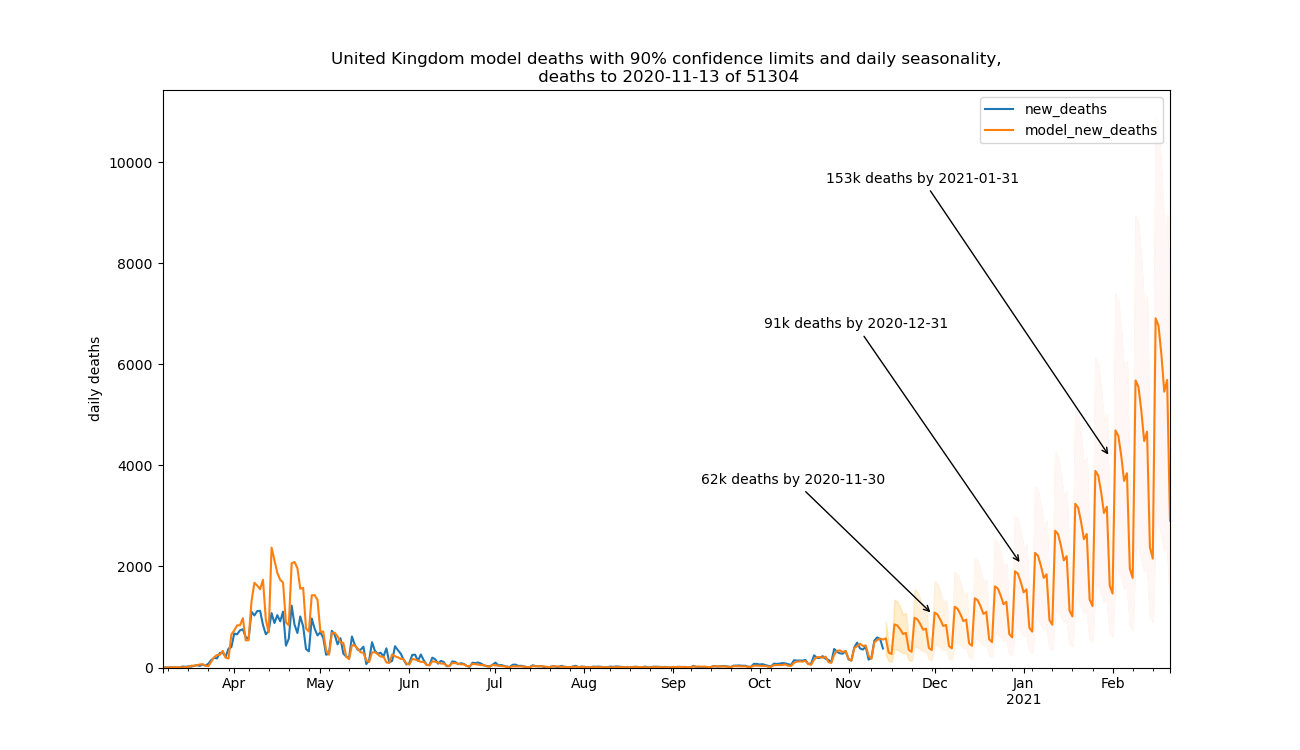 United Kingdom model deaths with 90% confidence limits and daily seasonality,
deaths to 2020-11-13 of 51304
new_deaths
model_new_deaths
10000
8000
6000
4000
2000
0
daily deaths
153k deaths by 2021-01-31
91k deaths by 2020-12-31
62k deaths by 2020-11-30
Apr May Jun Jul Aug Sep Oct Nov Dec Jan Feb
2021